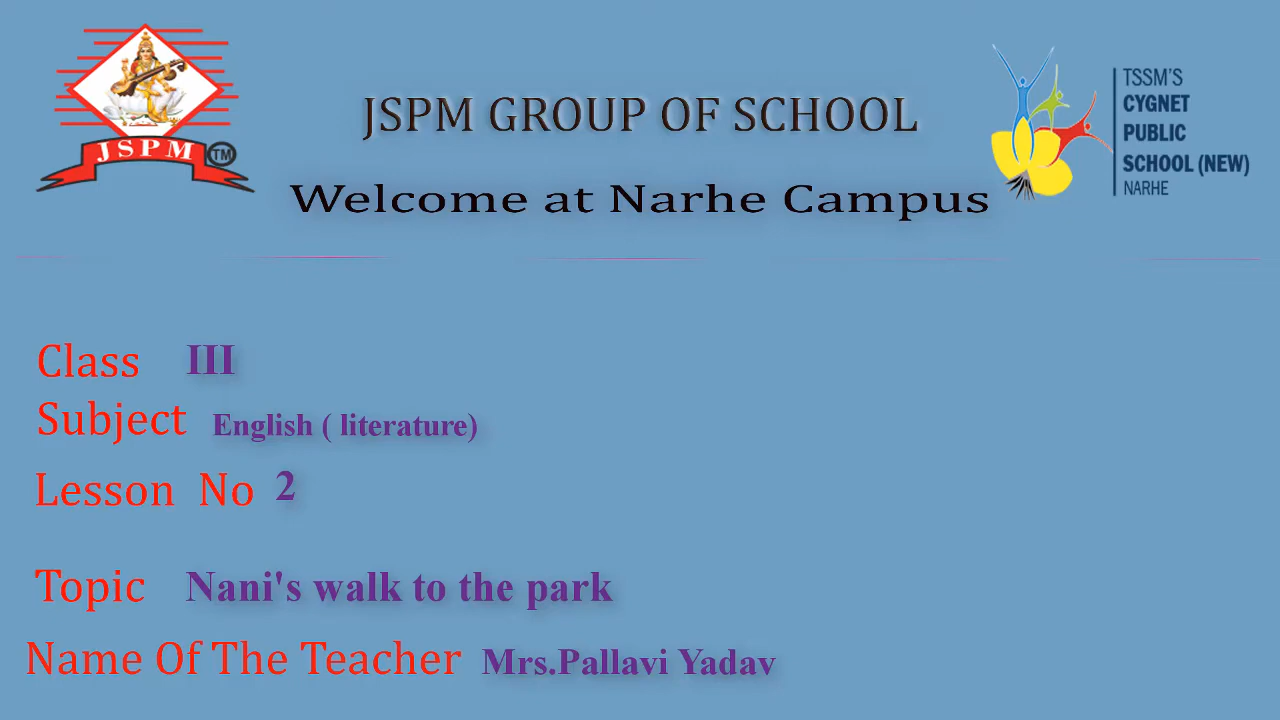 JSPM TM
JSPM GROUP OF SCHOOL
Welcome at Narhe Campus
TSSM'S
CYGNET
PUBLIC
SCHOOL (NEW)
NARHE
Class III
Subject English ( literature)
Lesson No 2
Topic Nani's walk to the park
Name Of The Teacher Mrs.Pallavi Yadav